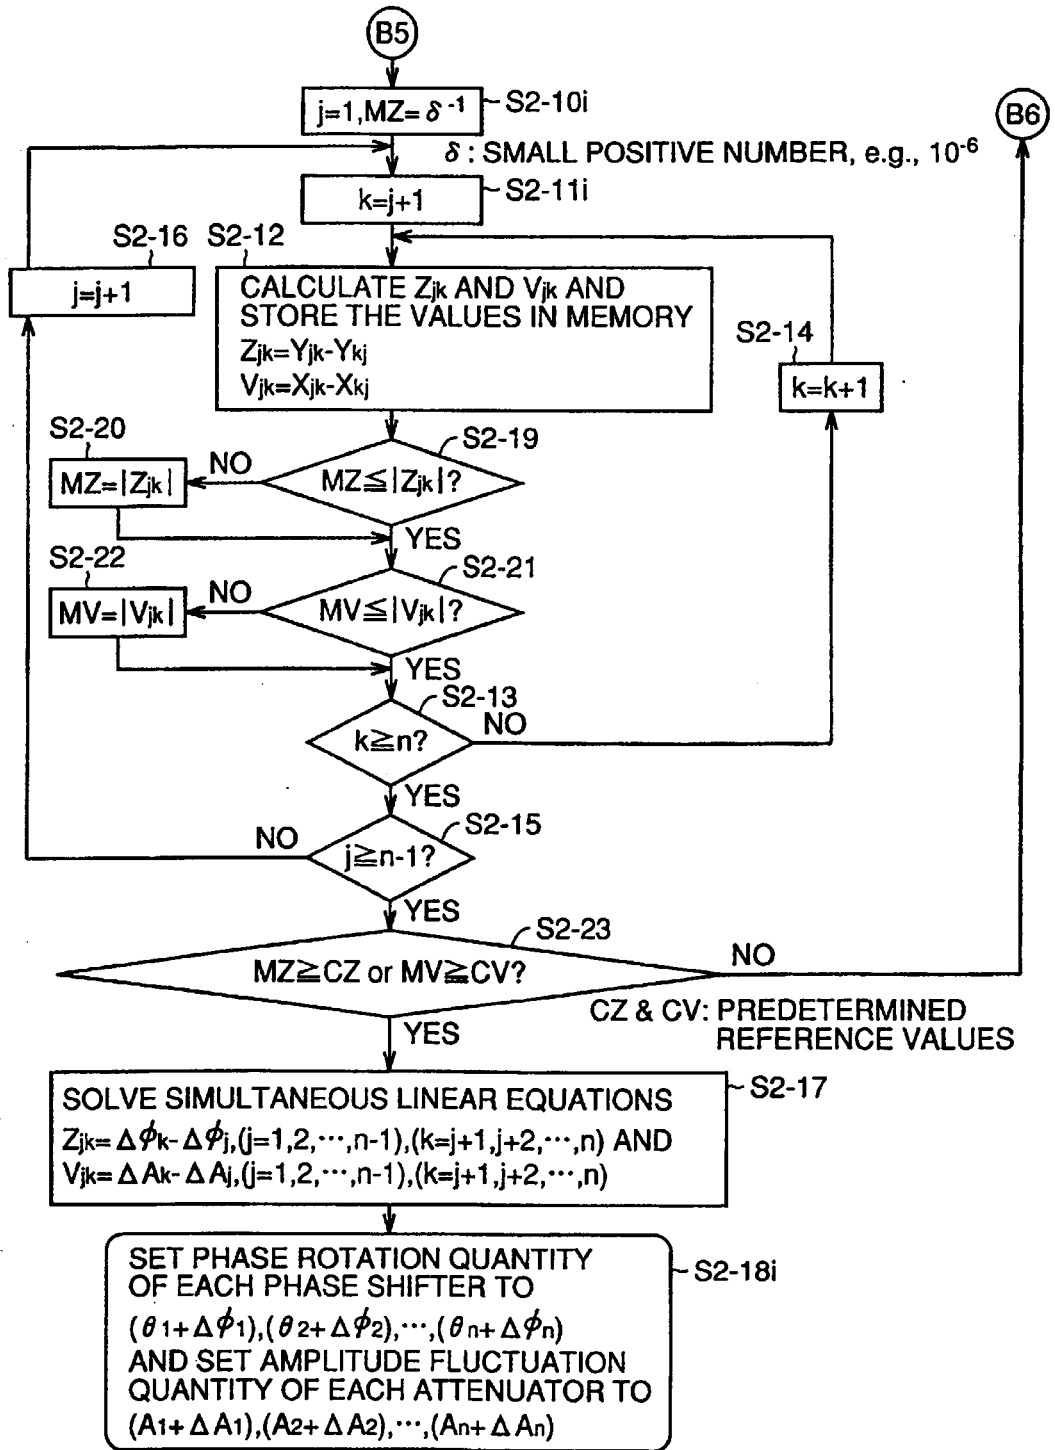 B5
j=1,MZ=δ⁻¹
S2-10i
B6
δ : SMALL POSITIVE NUMBER, e.g., 10⁻⁶
k=j+1
S2-11i
S2-16
j=j+1
S2-12
CALCULATE Zjk AND Vjk AND
STORE THE VALUES IN MEMORY
Zjk=Yjk-Ykj
Vjk=Xjk-Xkj
S2-14
k=k+1
S2-19
MZ≦|Zjk|?
NO
S2-20
MZ=|Zjk|
YES
S2-21
MV≦|Vjk|?
NO
S2-22
MV=|Vjk|
YES
S2-13
k≧n?
NO
YES
S2-15
j≧n-1?
NO
YES
S2-23
MZ≧CZ or MV≧CV?
NO
CZ & CV: PREDETERMINED
REFERENCE VALUES
YES
S2-17
SOLVE SIMULTANEOUS LINEAR EQUATIONS
Zjk=Δϕk-Δϕj,(j=1,2,⋯,n-1),(k=j+1,j+2,⋯,n) AND
Vjk=ΔAk-ΔAj,(j=1,2,⋯,n-1),(k=j+1,j+2,⋯,n)
S2-18i
SET PHASE ROTATION QUANTITY
OF EACH PHASE SHIFTER TO
(θ1+Δϕ1),(θ2+Δϕ2),⋯,(θn+Δϕn)
AND SET AMPLITUDE FLUCTUATION
QUANTITY OF EACH ATTENUATOR TO
(A1+ΔA1),(A2+ΔA2),⋯,(An+ΔAn)